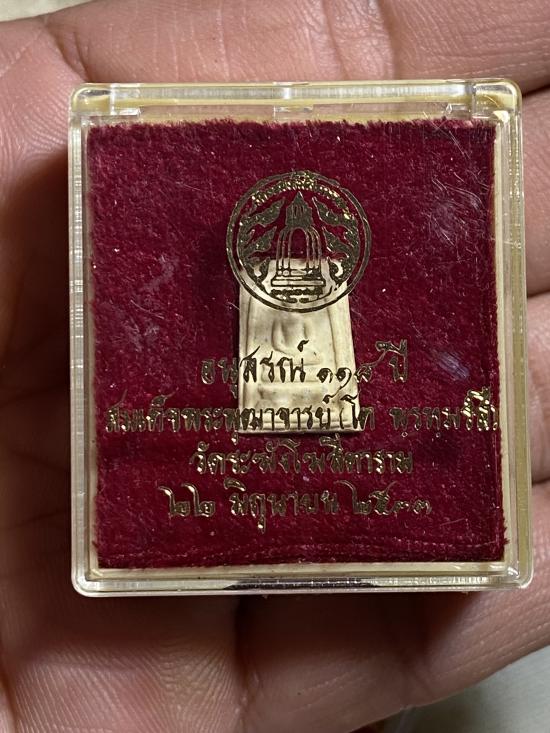 อนุสรณ์ ๑๑๘ ปี
สมเด็จพระพุฒาจารย์ (โต พฺรหฺมรํสี)
วัดระฆังโฆสิตาราม
๒๒ มิถุนายน ๒๕๓๓